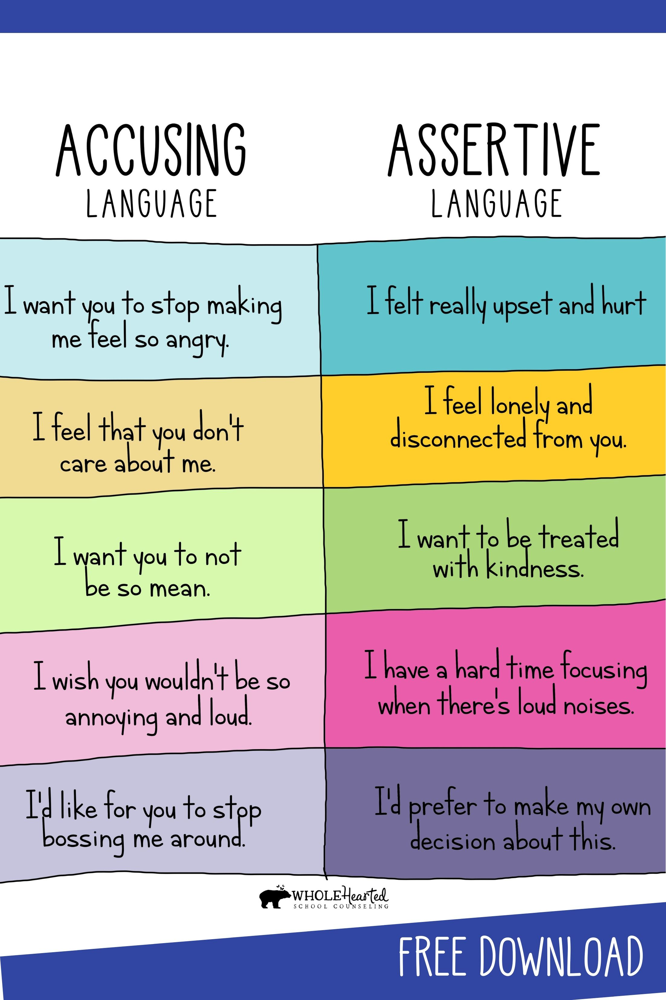 ACCUSING
LANGUAGE
ASSERTIVE
LANGUAGE
I want you to stop making
me feel so angry.
I felt really upset and hurt
I feel that you don't
care about me.
I feel lonely and
disconnected from you.
I want you to not
be so mean.
I want to be treated
with kindness.
I wish you wouldn't be so
annoying and loud.
I have a hard time focusing
when there's loud noises.
I'd like for you to stop
bossing me around.
I'd prefer to make my own
decision about this.
WHOLEHearted
SCHOOL COUNSELING
FREE DOWNLOAD